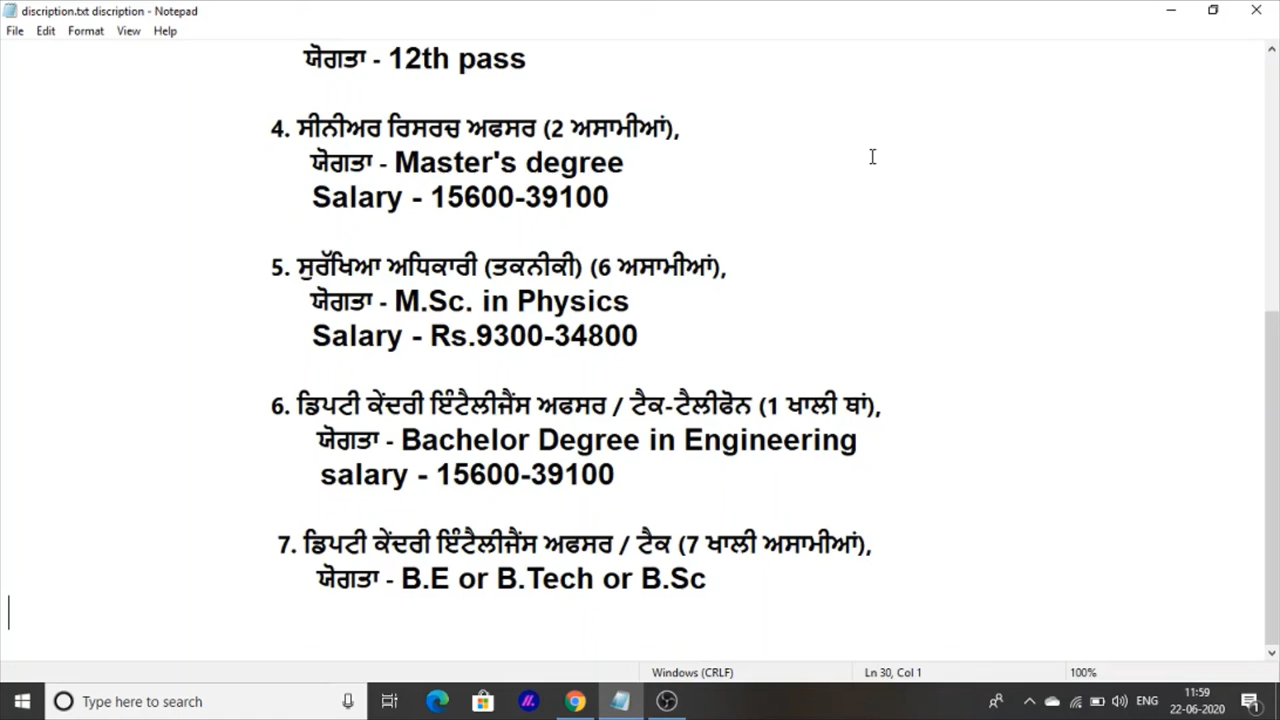 discription.txt discription - Notepad
File Edit Format View Help
ਯੋਗਤਾ - 12th pass
4. ਸੀਨੀਅਰ ਰਿਸਰਚ ਅਫਸਰ (2 ਅਸਾਮੀਆਂ),
ਯੋਗਤਾ - Master's degree
Salary - 15600-39100
5. ਸੁਰੱਖਿਆ ਅਧਿਕਾਰੀ (ਤਕਨੀਕੀ) (6 ਅਸਾਮੀਆਂ),
ਯੋਗਤਾ - M.Sc. in Physics
Salary - Rs.9300-34800
6. ਡਿਪਟੀ ਕੇਂਦਰੀ ਇੰਟੈਲੀਜੈਂਸ ਅਫਸਰ / ਟੈਕ-ਟੈਲੀਫੋਨ (1 ਖਾਲੀ ਥਾਂ),
ਯੋਗਤਾ - Bachelor Degree in Engineering
salary - 15600-39100
7. ਡਿਪਟੀ ਕੇਂਦਰੀ ਇੰਟੈਲੀਜੈਂਸ ਅਫਸਰ / ਟੈਕ (7 ਖਾਲੀ ਅਸਾਮੀਆਂ),
ਯੋਗਤਾ - B.E or B.Tech or B.Sc
Windows (CRLF) Ln 30, Col 1 100%
Type here to search ENG 11:59
22-06-2020 1